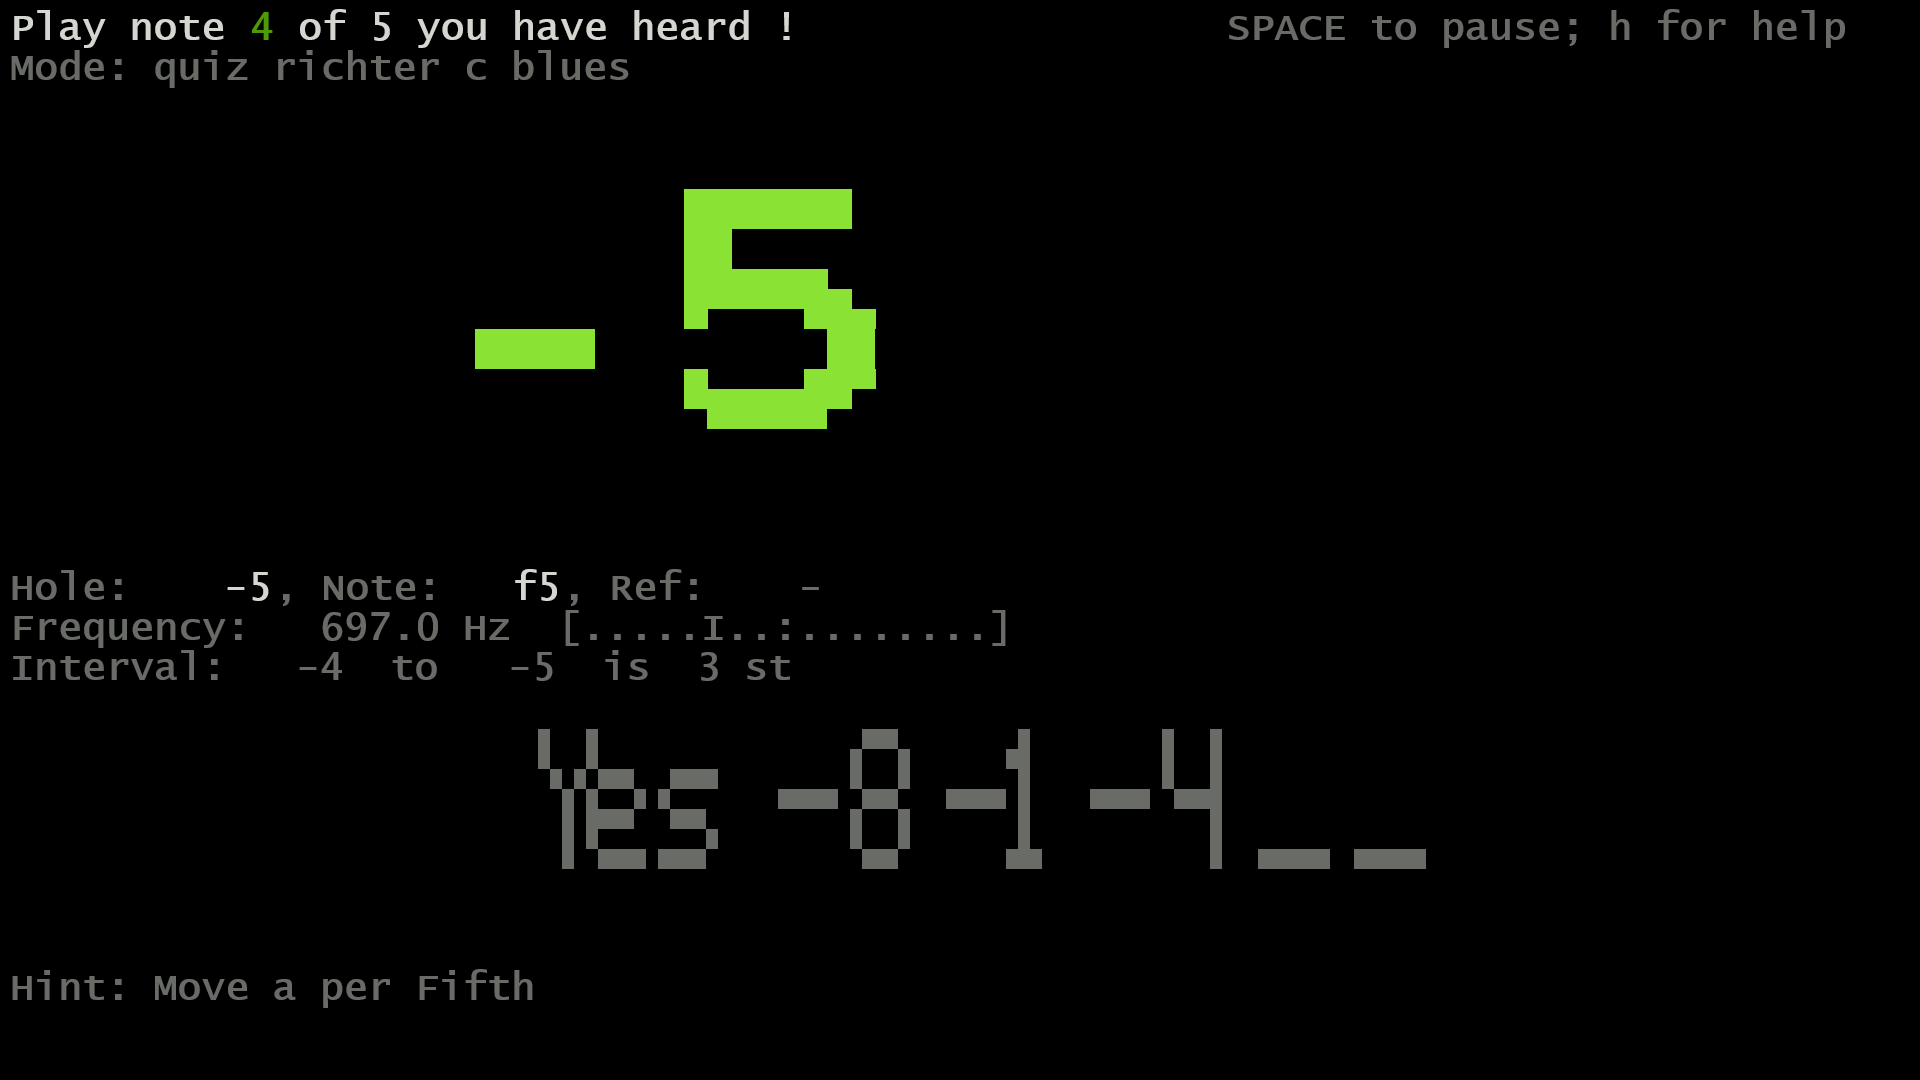 Play note 4 of 5 you have heard ! SPACE to pause; h for help
Mode: quiz richter c blues
-5
Hole: -5, Note: f5, Ref: -
Frequency: 697.0 Hz [.....I..:........]
Interval: -4 to -5 is 3 st
Yes -8 -1 -4 _ _
Hint: Move a per Fifth